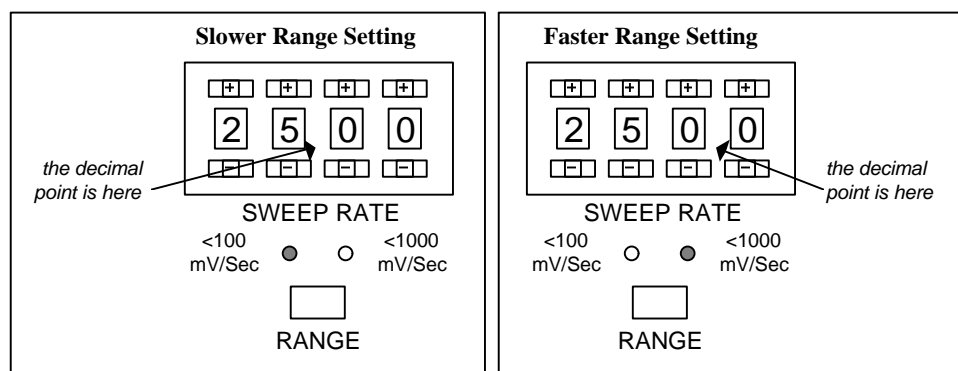 Slower Range Setting
+ + + +
2 5 0 0
- - - -
the decimal
point is here
SWEEP RATE
<100
mV/Sec
<1000
mV/Sec
RANGE
Faster Range Setting
+ + + +
2 5 0 0
- - - -
the decimal
point is here
SWEEP RATE
<100
mV/Sec
<1000
mV/Sec
RANGE